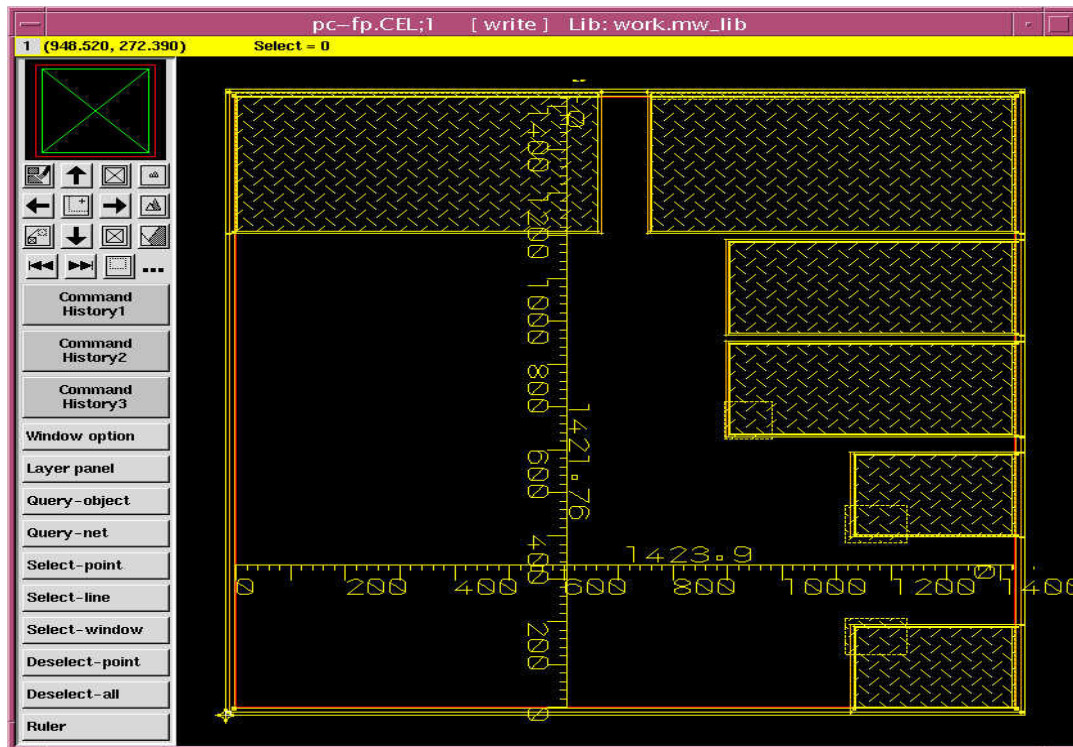 pc-fp.CEL;1 [ write ] Lib: work.mw_lib
1 (948.520, 272.390) Select = 0
Command
History1
Command
History2
Command
History3
Window option
Layer panel
Query-object
Query-net
Select-point
Select-line
Select-window
Deselect-point
Deselect-all
Ruler
1400
1200
1000
800
600
400
200
0
1421.76
1423.9
0 200 400 600 800 1000 1200 1400